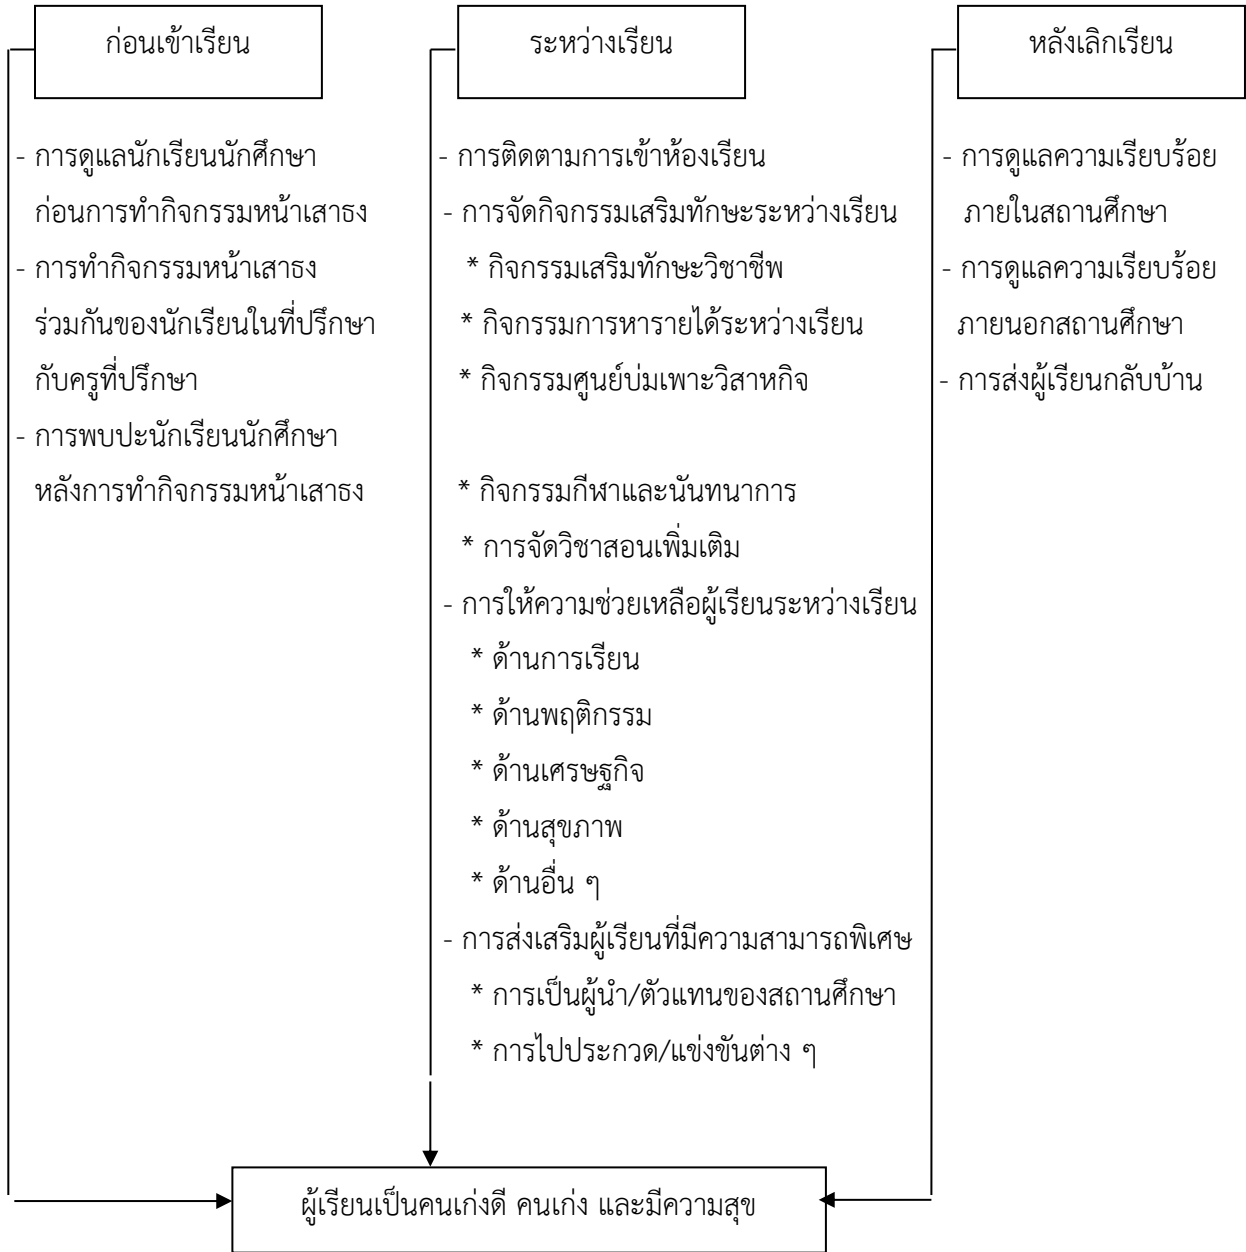 ก่อนเข้าเรียน
- การดูแลนักเรียนนักศึกษา
ก่อนการทำกิจกรรมหน้าเสาธง
- การทำกิจกรรมหน้าเสาธง
ร่วมกันของนักเรียนในที่ปรึกษา
กับครูที่ปรึกษา
- การพบปะนักเรียนนักศึกษา
หลังการทำกิจกรรมหน้าเสาธง
ระหว่างเรียน
- การติดตามการเข้าห้องเรียน
- การจัดกิจกรรมเสริมทักษะระหว่างเรียน
* กิจกรรมเสริมทักษะวิชาชีพ
* กิจกรรมการหารายได้ระหว่างเรียน
* กิจกรรมศูนย์บ่มเพาะวิสาหกิจ
* กิจกรรมกีฬาและนันทนาการ
* การจัดวิชาสอนเพิ่มเติม
- การให้ความช่วยเหลือผู้เรียนระหว่างเรียน
* ด้านการเรียน
* ด้านพฤติกรรม
* ด้านเศรษฐกิจ
* ด้านสุขภาพ
* ด้านอื่น ๆ
- การส่งเสริมผู้เรียนที่มีความสามารถพิเศษ
* การเป็นผู้นำ/ตัวแทนของสถานศึกษา
* การไปประกวด/แข่งขันต่าง ๆ
หลังเลิกเรียน
- การดูแลความเรียบร้อย
ภายในสถานศึกษา
- การดูแลความเรียบร้อย
ภายนอกสถานศึกษา
- การส่งผู้เรียนกลับบ้าน
ผู้เรียนเป็นคนเก่งดี คนเก่ง และมีความสุข